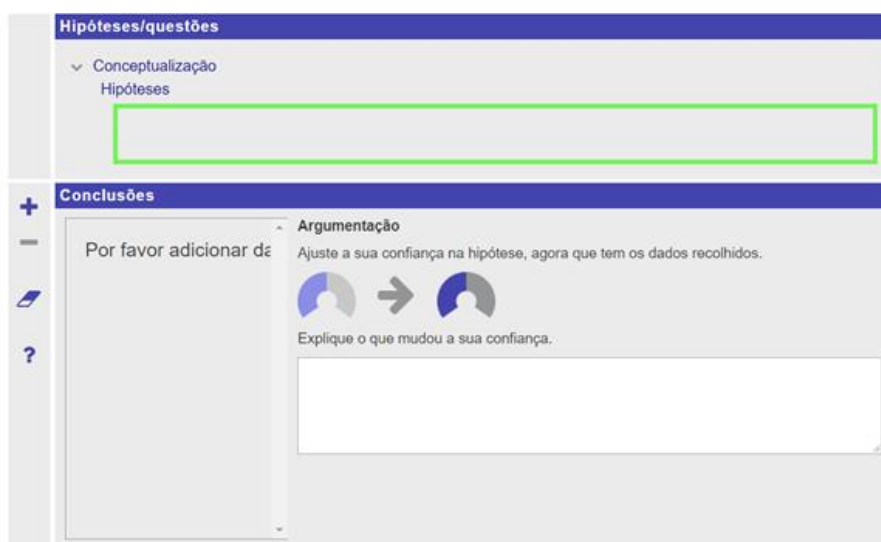 Hipóteses/questões
Conceptualização
Hipóteses
Conclusões
Por favor adicionar da
Argumentação
Ajuste a sua confiança na hipótese, agora que tem os dados recolhidos.
Explique o que mudou a sua confiança.
?